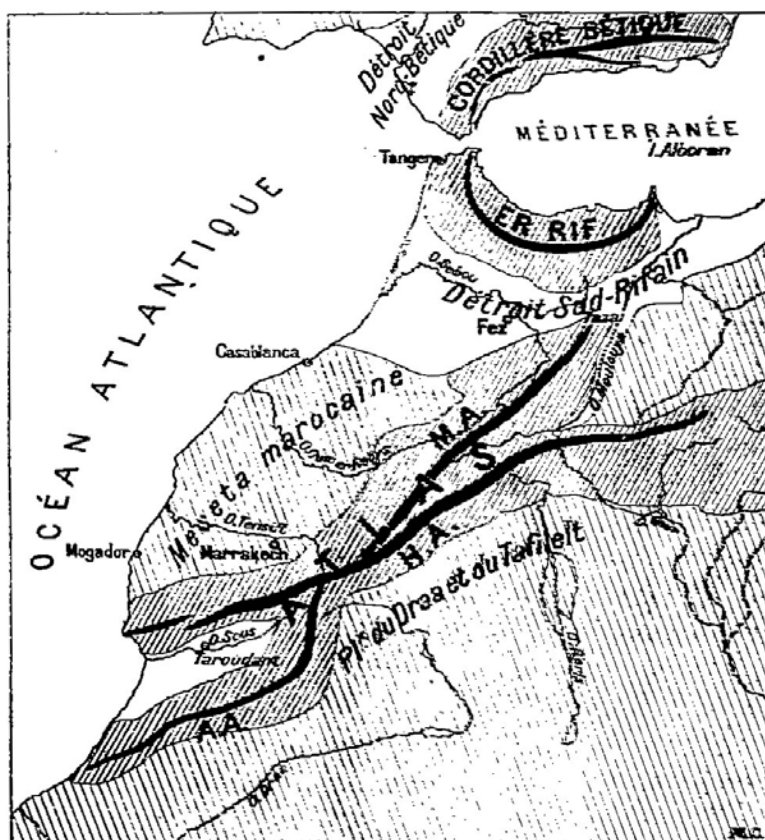 CORDILLÈRE BÉTIQUE
Détroit
Nord-Bétique
MÉDITERRANÉE
I. Alboran
Tanger
ER RIF
OCÉAN ATLANTIQUE
O. Sebou
Détroit Sud-Rifain
Fez
Taza
O. Moulouya
Casablanca
Meseta marocaine
M.A.
ATLAS
O. Tensift
Mogador
Marrakech
H.A.
Pl. du Draa et du Tafilelt
O. Sous
Taroudant
A.A.